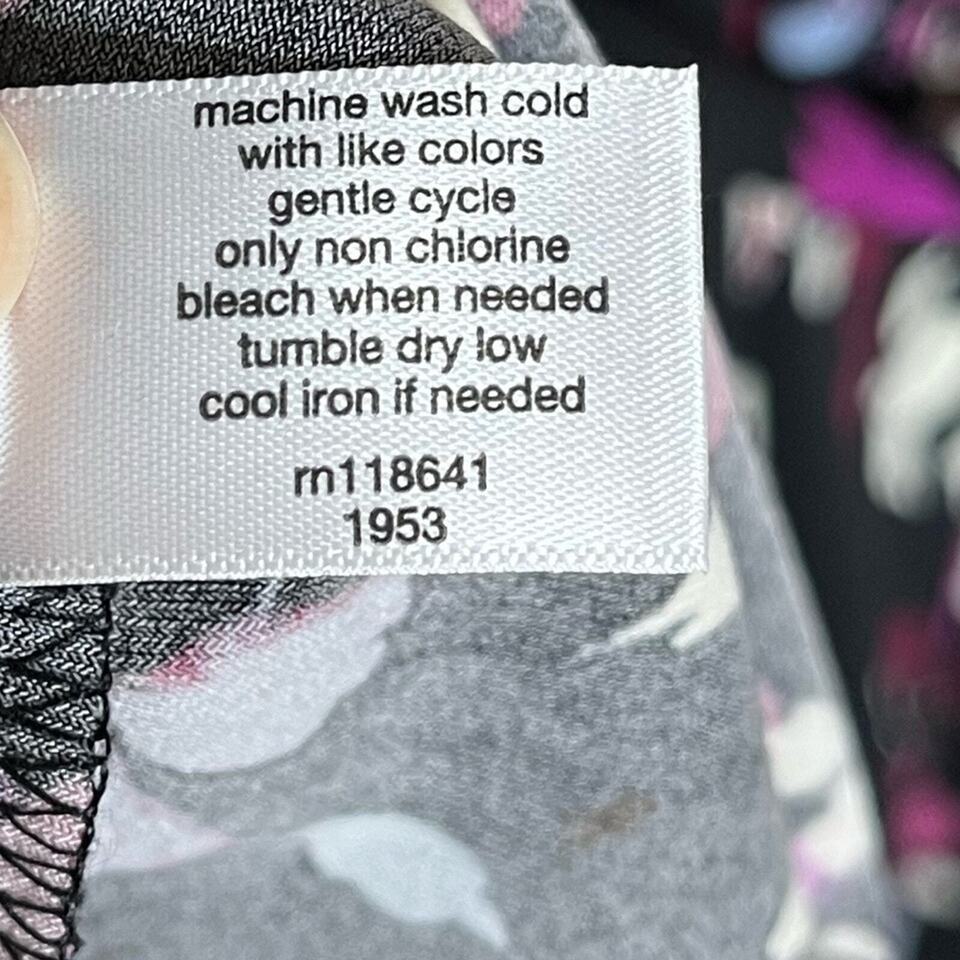 machine wash cold
with like colors
gentle cycle
only non chlorine
bleach when needed
tumble dry low
cool iron if needed
rn118641
1953